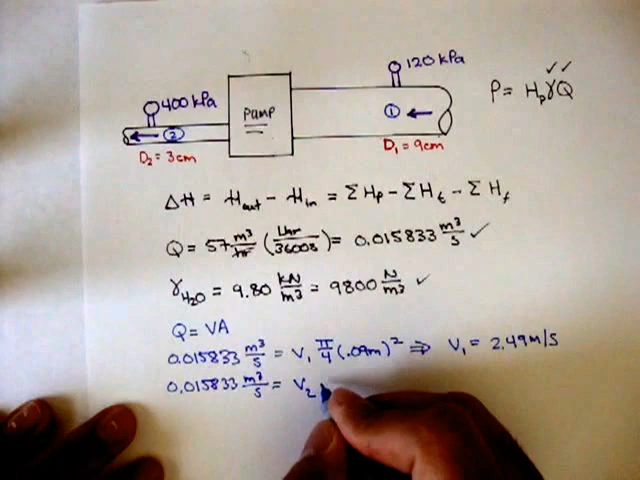 120 kPa
400 kPa
Pump
P = HpγQ
①
②
D₂ = 3cm
D₁ = 9cm
ΔH = Hout - Hin = ΣHp - ΣHt - ΣHf
Q = 57 m³/hr (1hr/3600s) = 0.015833 m³/s ✓
γH₂O = 9.80 kN/m³ = 9800 N/m³ ✓
Q = VA
0.015833 m³/s = V₁ π/4 (.09m)² ⇒ V₁ = 2.49 m/s
0.015833 m³/s = V₂